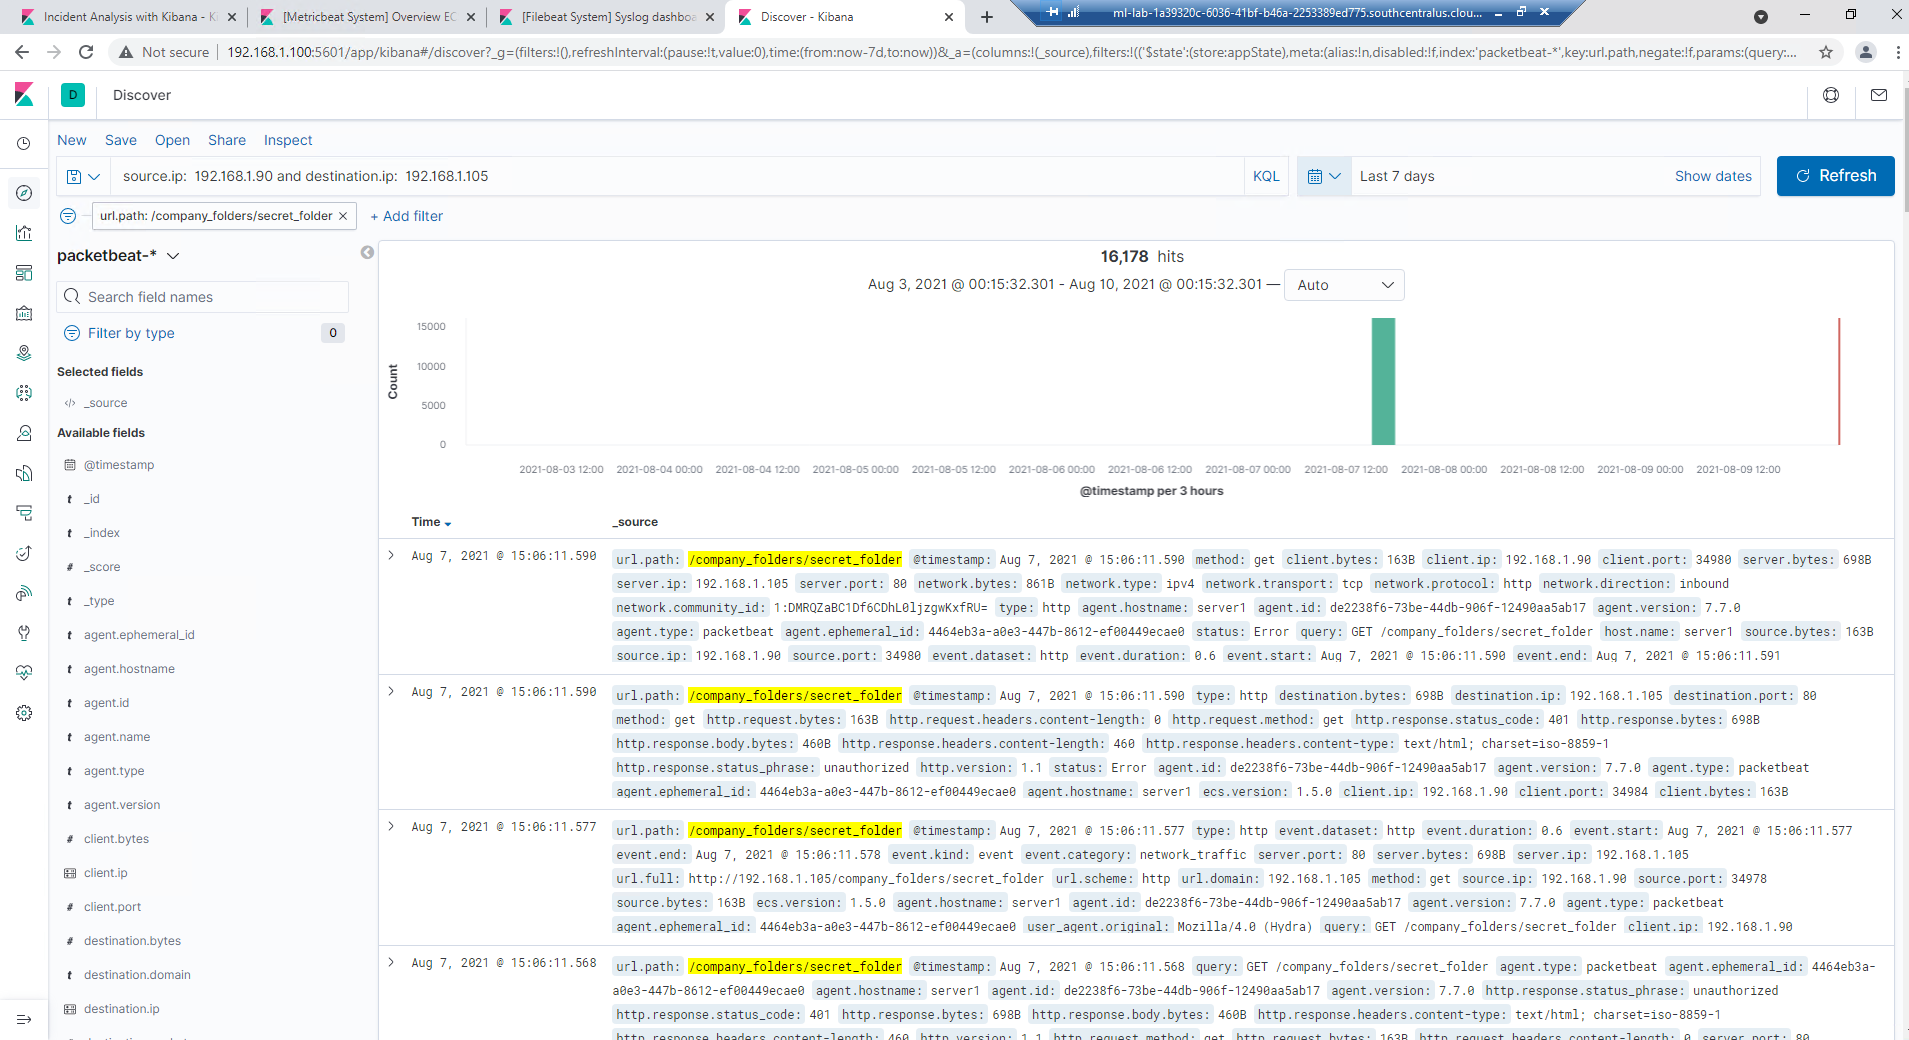 Incident Analysis with Kibana - Ki
[Metricbeat System] Overview EC
[Filebeat System] Syslog dashboa
Discover - Kibana
ml-lab-1a39320c-6036-41bf-b46a-2253389ed775.southcentralus.clou...
Not secure
192.168.1.100:5601/app/kibana#/discover?_g=(filters:!(),refreshInterval:(pause:!t,value:0),time:(from:now-7d,to:now))&_a=(columns:!(_source),filters:!(('$state':(store:appState),meta:(alias:!n,disabled:!f,index:'packetbeat-*',key:url.path,negate:!f,params:(query:...
D
Discover
New Save Open Share Inspect
source.ip: 192.168.1.90 and destination.ip: 192.168.1.105
KQL
Last 7 days
Show dates
Refresh
url.path: /company_folders/secret_folder
+ Add filter
packetbeat-*
Search field names
Filter by type
0
Selected fields
_source
Available fields
@timestamp
t _id
t _index
# _score
t _type
t agent.ephemeral_id
t agent.hostname
t agent.id
t agent.name
t agent.type
t agent.version
# client.bytes
client.ip
# client.port
# destination.bytes
t destination.domain
destination.ip
16,178 hits
Aug 3, 2021 @ 00:15:32.301 - Aug 10, 2021 @ 00:15:32.301 —
Auto
Count
15000
10000
5000
0
2021-08-03 12:00 2021-08-04 00:00 2021-08-04 12:00 2021-08-05 00:00 2021-08-05 12:00 2021-08-06 00:00 2021-08-06 12:00 2021-08-07 00:00 2021-08-07 12:00 2021-08-08 00:00 2021-08-08 12:00 2021-08-09 00:00 2021-08-09 12:00
@timestamp per 3 hours
Time _source
Aug 7, 2021 @ 15:06:11.590
url.path: /company_folders/secret_folder @timestamp: Aug 7, 2021 @ 15:06:11.590 method: get client.bytes: 163B client.ip: 192.168.1.90 client.port: 34980 server.bytes: 698B
server.ip: 192.168.1.105 server.port: 80 network.bytes: 861B network.type: ipv4 network.transport: tcp network.protocol: http network.direction: inbound
network.community_id: 1:DMRQZaBC1Df6CDhL0ljzgwKxfRU= type: http agent.hostname: server1 agent.id: de2238f6-73be-44db-906f-12490aa5ab17 agent.version: 7.7.0
agent.type: packetbeat agent.ephemeral_id: 4464eb3a-a0e3-447b-8612-ef00449ecae0 status: Error query: GET /company_folders/secret_folder host.name: server1 source.bytes: 163B
source.ip: 192.168.1.90 source.port: 34980 event.dataset: http event.duration: 0.6 event.start: Aug 7, 2021 @ 15:06:11.590 event.end: Aug 7, 2021 @ 15:06:11.591
Aug 7, 2021 @ 15:06:11.590
url.path: /company_folders/secret_folder @timestamp: Aug 7, 2021 @ 15:06:11.590 type: http destination.bytes: 698B destination.ip: 192.168.1.105 destination.port: 80
method: get http.request.bytes: 163B http.request.headers.content-length: 0 http.request.method: get http.response.status_code: 401 http.response.bytes: 698B
http.response.body.bytes: 460B http.response.headers.content-length: 460 http.response.headers.content-type: text/html; charset=iso-8859-1
http.response.status_phrase: unauthorized http.version: 1.1 status: Error agent.id: de2238f6-73be-44db-906f-12490aa5ab17 agent.version: 7.7.0 agent.type: packetbeat
agent.ephemeral_id: 4464eb3a-a0e3-447b-8612-ef00449ecae0 agent.hostname: server1 ecs.version: 1.5.0 client.ip: 192.168.1.90 client.port: 34984 client.bytes: 163B
Aug 7, 2021 @ 15:06:11.577
url.path: /company_folders/secret_folder @timestamp: Aug 7, 2021 @ 15:06:11.577 type: http event.dataset: http event.duration: 0.6 event.start: Aug 7, 2021 @ 15:06:11.577
event.end: Aug 7, 2021 @ 15:06:11.578 event.kind: event event.category: network_traffic server.port: 80 server.bytes: 698B server.ip: 192.168.1.105
url.full: http://192.168.1.105/company_folders/secret_folder url.scheme: http url.domain: 192.168.1.105 method: get source.ip: 192.168.1.90 source.port: 34978
source.bytes: 163B ecs.version: 1.5.0 agent.hostname: server1 agent.id: de2238f6-73be-44db-906f-12490aa5ab17 agent.version: 7.7.0 agent.type: packetbeat
agent.ephemeral_id: 4464eb3a-a0e3-447b-8612-ef00449ecae0 user_agent.original: Mozilla/4.0 (Hydra) query: GET /company_folders/secret_folder client.ip: 192.168.1.90
Aug 7, 2021 @ 15:06:11.568
url.path: /company_folders/secret_folder @timestamp: Aug 7, 2021 @ 15:06:11.568 query: GET /company_folders/secret_folder agent.type: packetbeat agent.ephemeral_id: 4464eb3a-
a0e3-447b-8612-ef00449ecae0 agent.hostname: server1 agent.id: de2238f6-73be-44db-906f-12490aa5ab17 agent.version: 7.7.0 http.response.status_phrase: unauthorized
http.response.status_code: 401 http.response.bytes: 698B http.response.body.bytes: 460B http.response.headers.content-type: text/html; charset=iso-8859-1
http.response.headers.content-length: 460 http.version: 1.1 http.request.method: get http.request.bytes: 163B http.request.headers.content-length: 0 server.port: 80